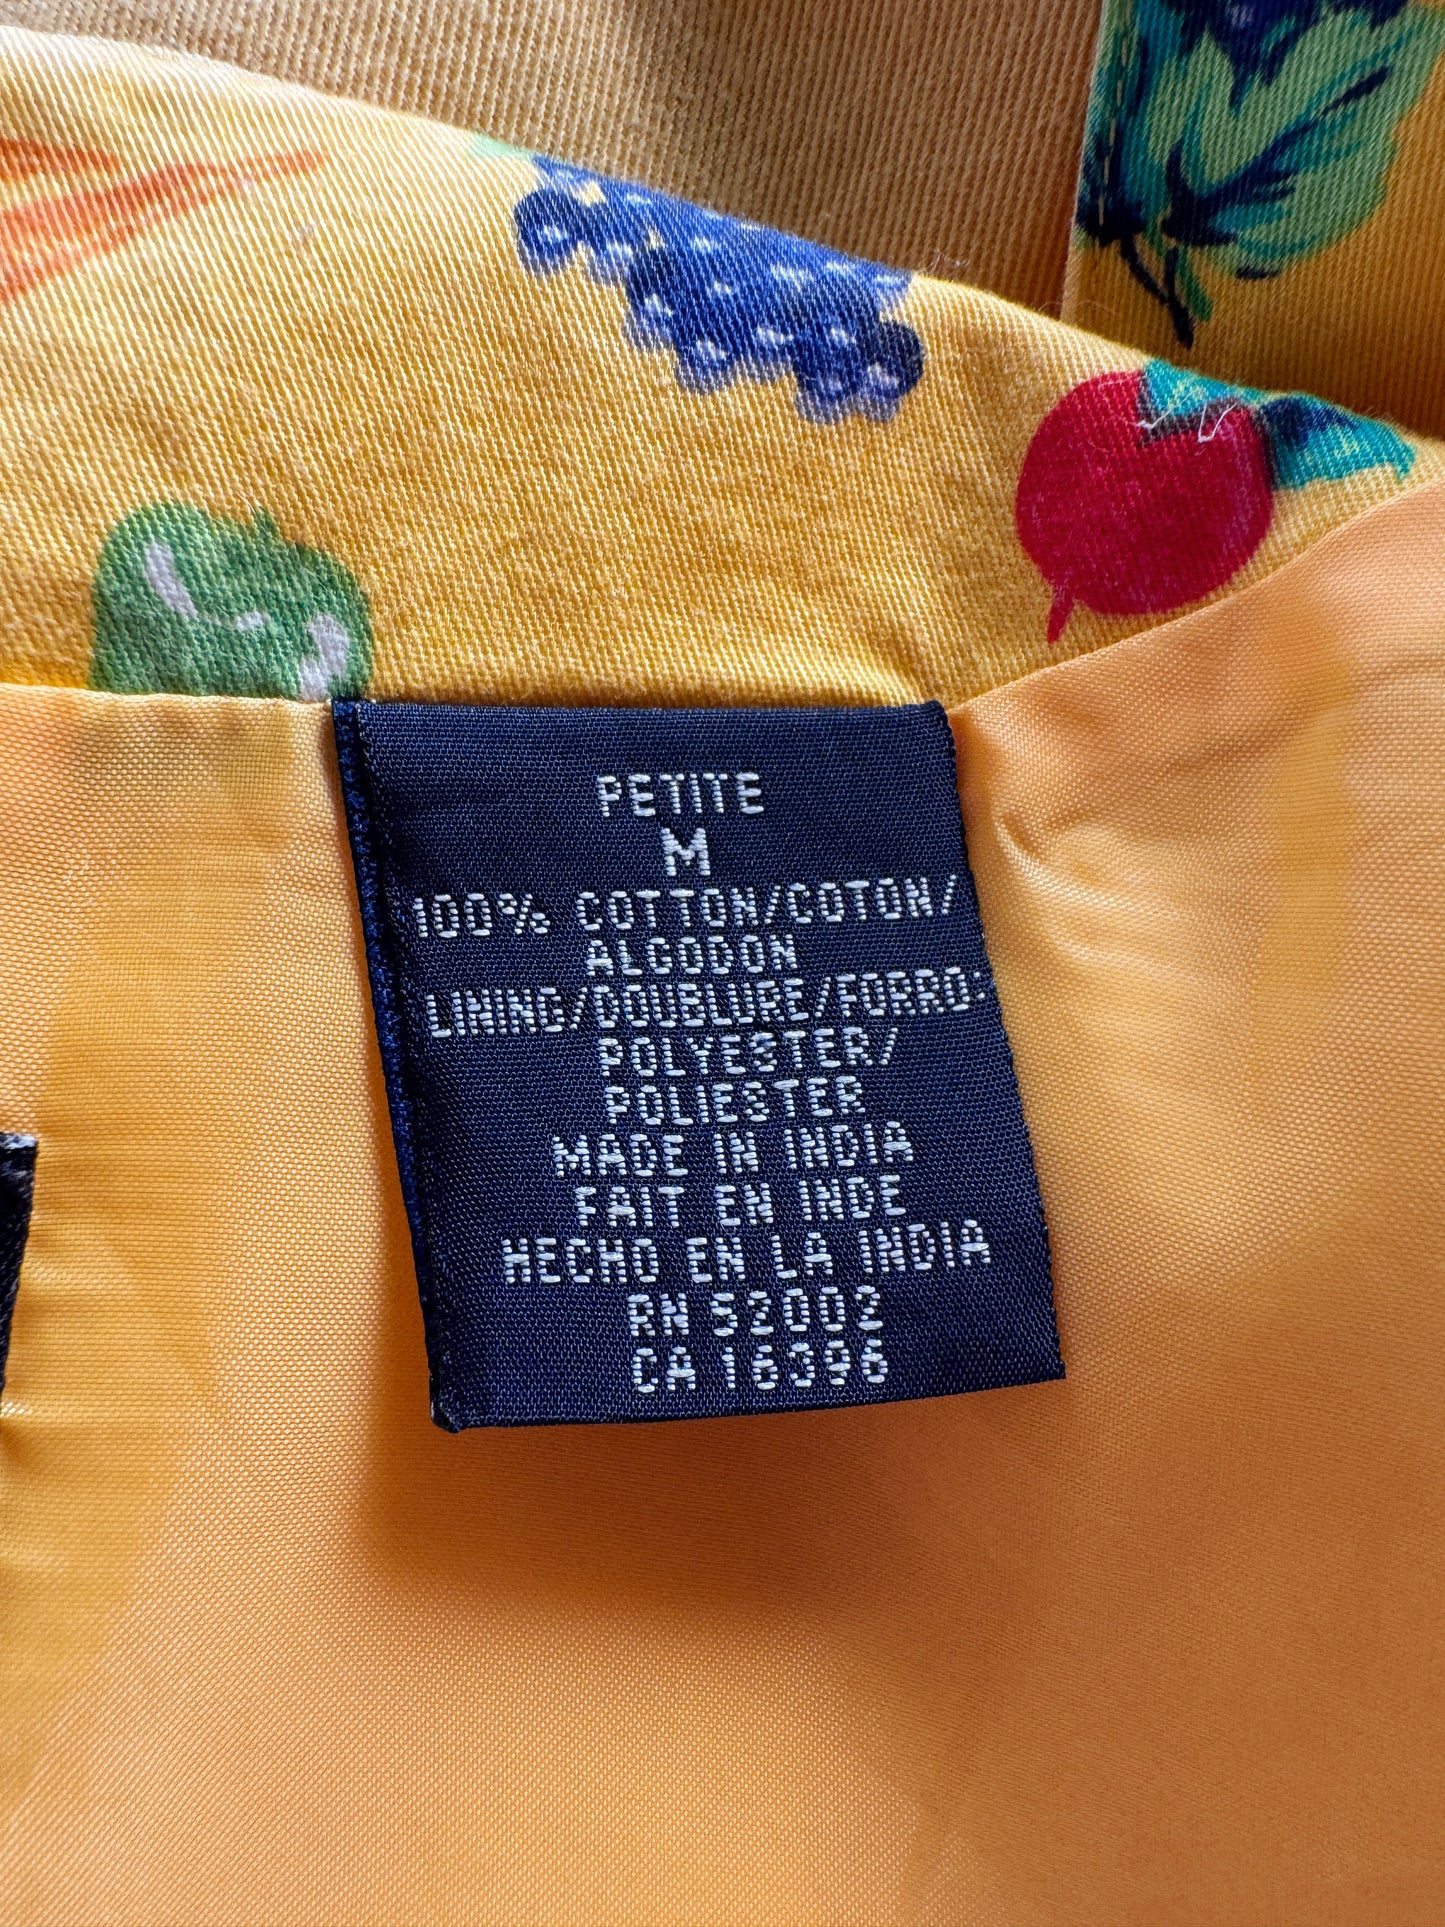 PETITE
M
100% COTTON/COTON/
ALGODON
LINING/DOUBLURE/FORRO:
POLYESTER/
POLIESTER
MADE IN INDIA
FAIT EN INDE
HECHO EN LA INDIA
RN 52002
CA 16396